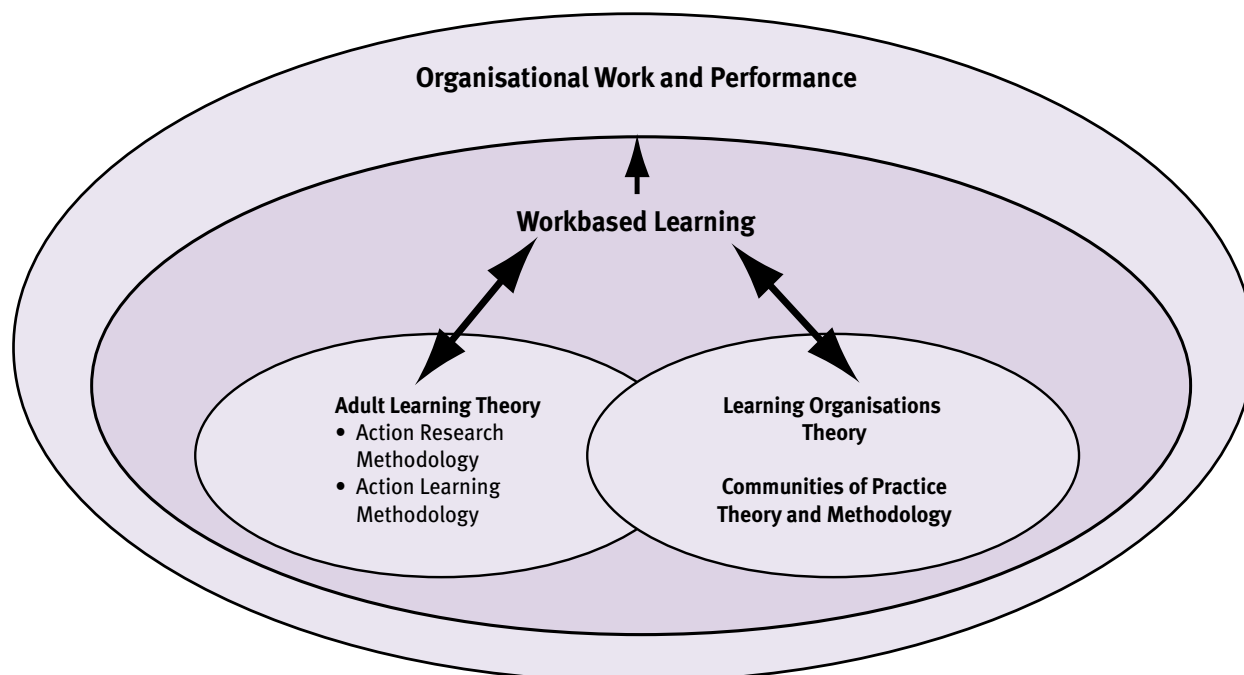 Organisational Work and Performance
Workbased Learning
Adult Learning Theory
• Action Research
Methodology
• Action Learning
Methodology
Learning Organisations
Theory
Communities of Practice
Theory and Methodology